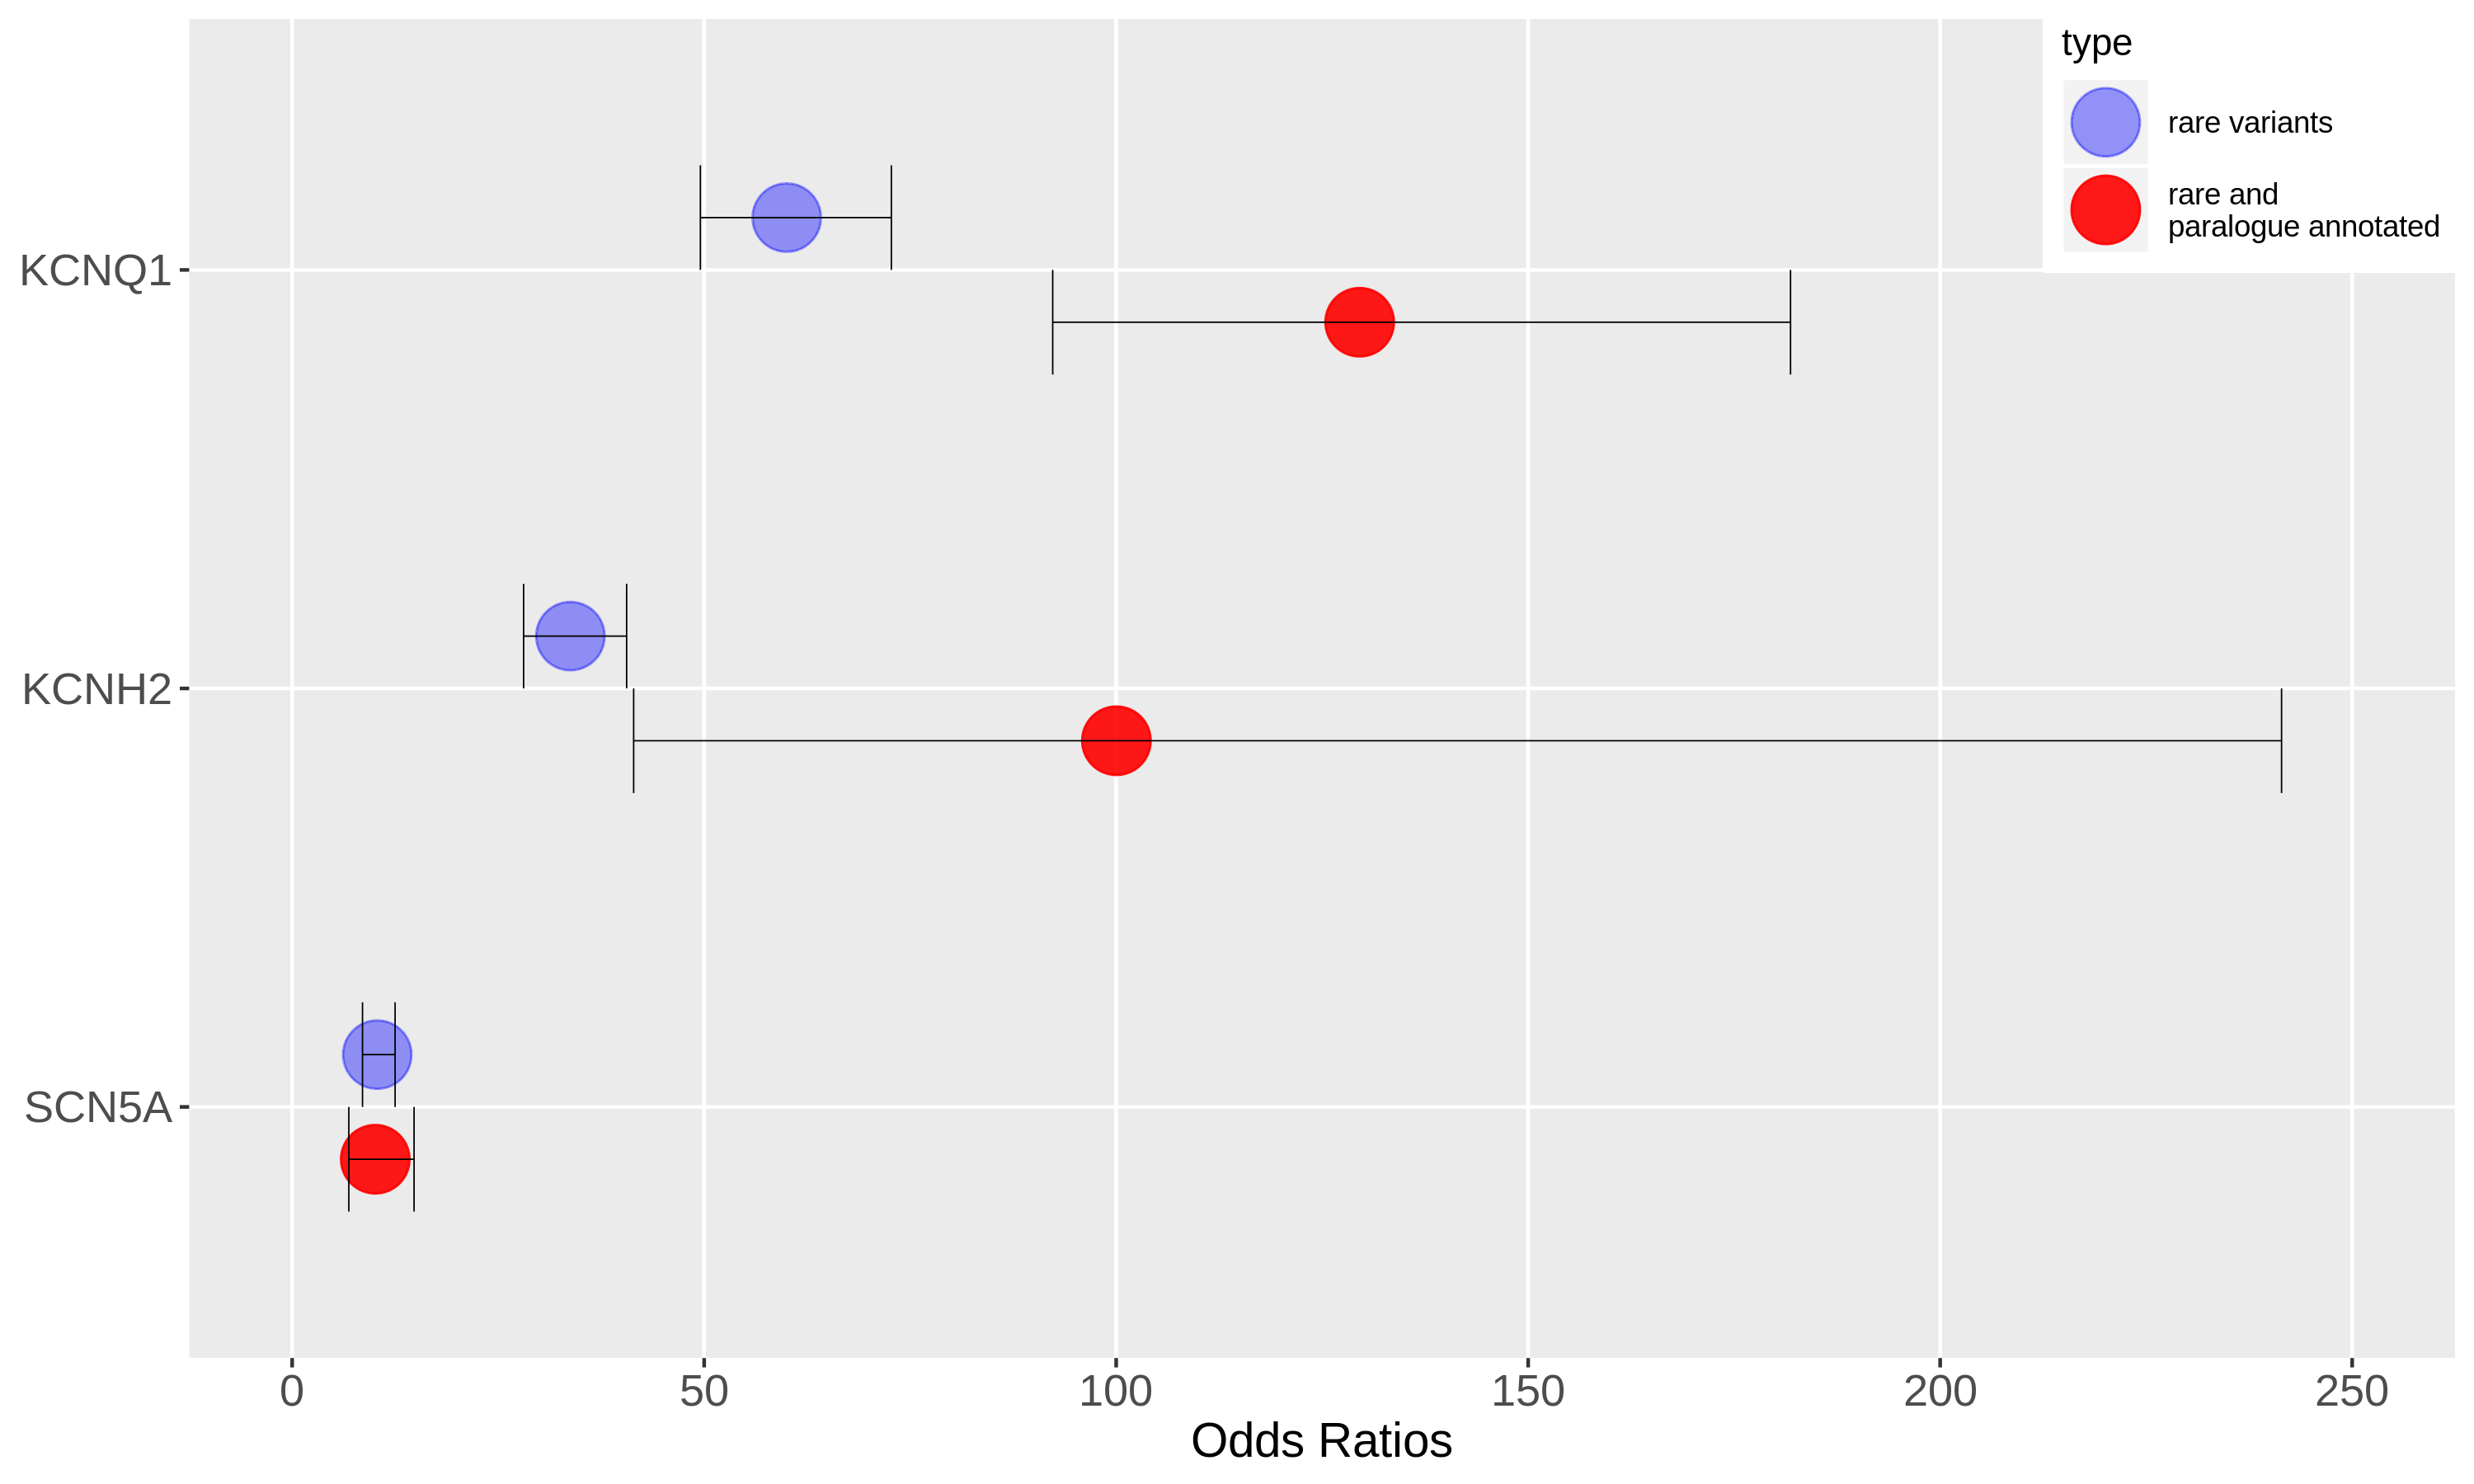 type
rare variants
rare and
paralogue annotated
KCNQ1
KCNH2
SCN5A
0 50 100 150 200 250
Odds Ratios